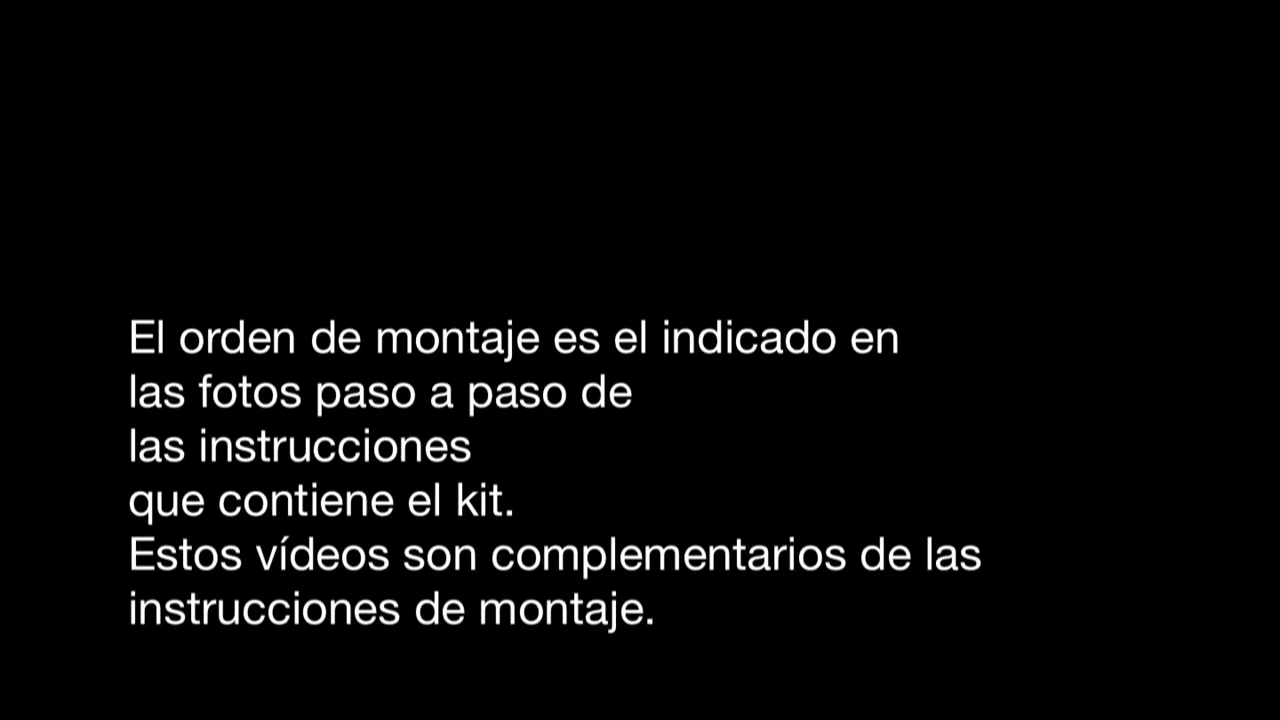 El orden de montaje es el indicado en
las fotos paso a paso de
las instrucciones
que contiene el kit.
Estos vídeos son complementarios de las
instrucciones de montaje.